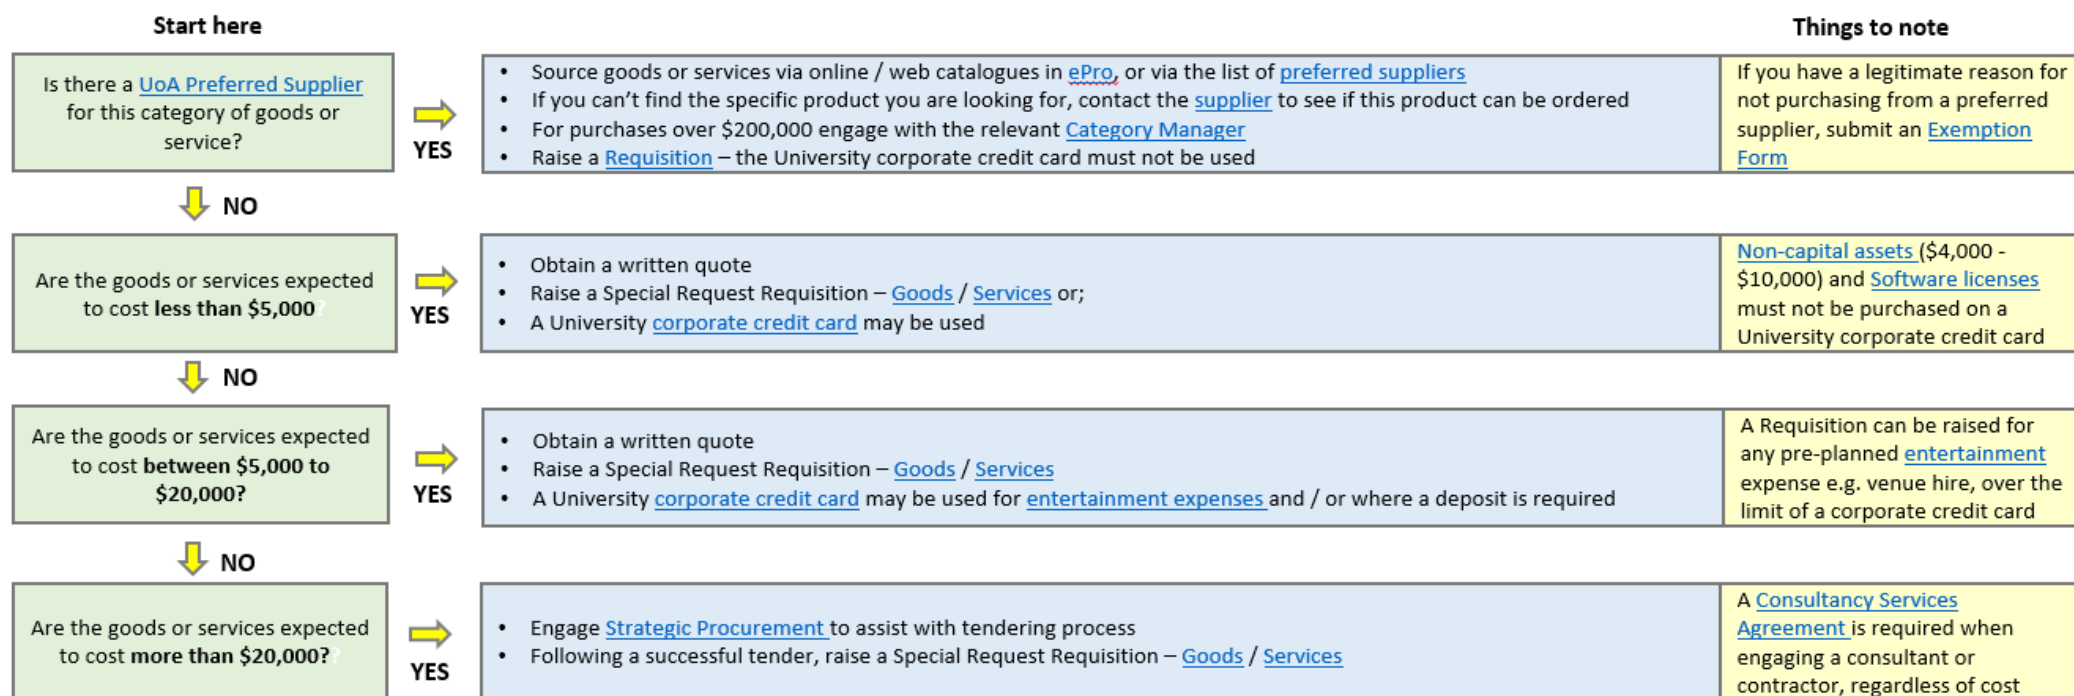 Start here
Things to note
Is there a UoA Preferred Supplier
for this category of goods or
service?
YES
• Source goods or services via online / web catalogues in ePro, or via the list of preferred suppliers
• If you can't find the specific product you are looking for, contact the supplier to see if this product can be ordered
• For purchases over $200,000 engage with the relevant Category Manager
• Raise a Requisition – the University corporate credit card must not be used
If you have a legitimate reason for
not purchasing from a preferred
supplier, submit an Exemption
Form
NO
Are the goods or services expected
to cost less than $5,000?
YES
• Obtain a written quote
• Raise a Special Request Requisition – Goods / Services or;
• A University corporate credit card may be used
Non-capital assets ($4,000 -
$10,000) and Software licenses
must not be purchased on a
University corporate credit card
NO
Are the goods or services expected
to cost between $5,000 to
$20,000?
YES
• Obtain a written quote
• Raise a Special Request Requisition – Goods / Services
• A University corporate credit card may be used for entertainment expenses and / or where a deposit is required
A Requisition can be raised for
any pre-planned entertainment
expense e.g. venue hire, over the
limit of a corporate credit card
NO
Are the goods or services expected
to cost more than $20,000??
YES
• Engage Strategic Procurement to assist with tendering process
• Following a successful tender, raise a Special Request Requisition – Goods / Services
A Consultancy Services
Agreement is required when
engaging a consultant or
contractor, regardless of cost